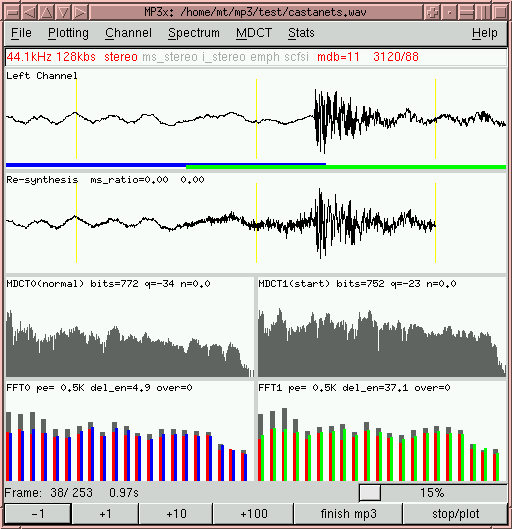 MP3x: /home/mt/mp3/test/castanets.wav
File Plotting Channel Spectrum MDCT Stats Help
44.1kHz 128kbs stereo ms_stereo i_stereo emph scfsi mdb=11 3120/88
Left Channel
Re-synthesis ms_ratio=0.00 0.00
MDCT0(normal) bits=772 q=-34 n=0.0 MDCT1(start) bits=752 q=-23 n=0.0
FFT0 pe= 0.5K del_en=4.9 over=0 FFT1 pe= 0.5K del_en=37.1 over=0
Frame: 38/ 253 0.97s 15%
-1 +1 +10 +100 finish mp3 stop/plot